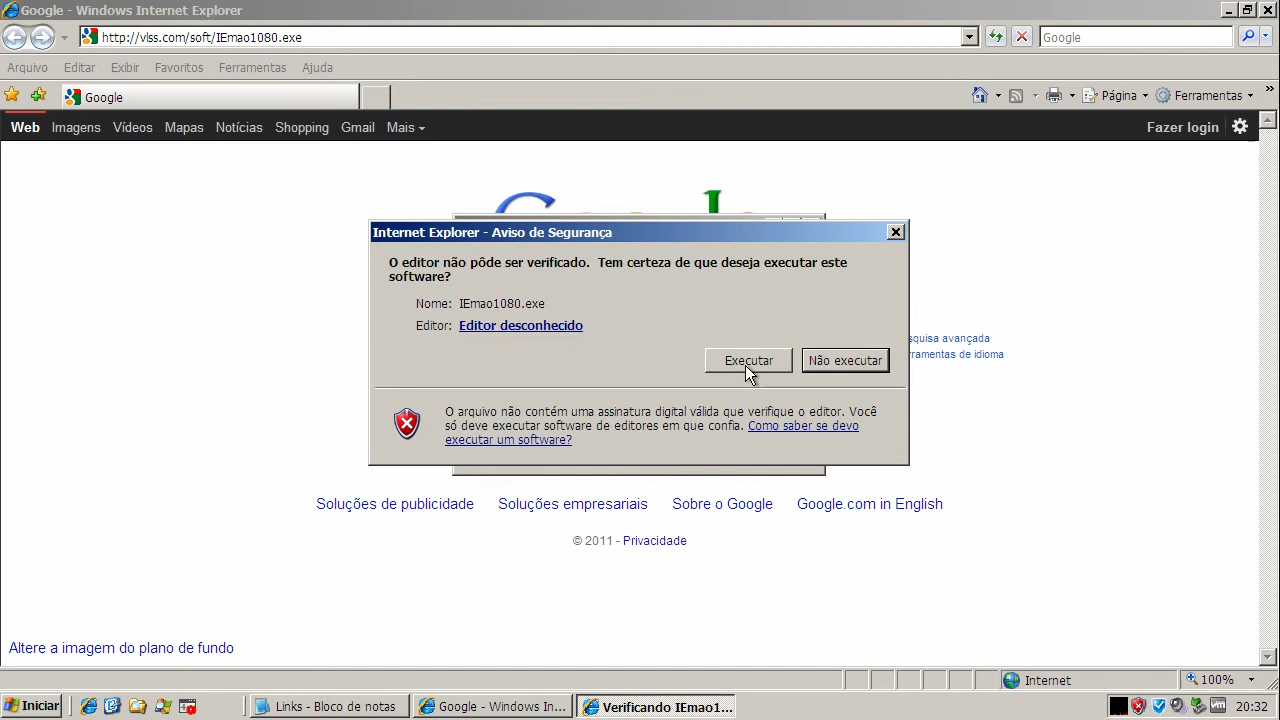 Google - Windows Internet Explorer
http://vlss.com/soft/IEmao1080.exe
Google
Arquivo Editar Exibir Favoritos Ferramentas Ajuda
Google
Página Ferramentas »
Web Imagens Vídeos Mapas Notícias Shopping Gmail Mais
Fazer login
Internet Explorer - Aviso de Segurança
O editor não pôde ser verificado. Tem certeza de que deseja executar este
software?
Nome: IEmao1080.exe
Editor: Editor desconhecido
squisa avançada
rramentas de idioma
Executar Não executar
O arquivo não contém uma assinatura digital válida que verifique o editor. Você
só deve executar software de editores em que confia. Como saber se devo
executar um software?
Soluções de publicidade Soluções empresariais Sobre o Google Google.com in English
© 2011 - Privacidade
Altere a imagem do plano de fundo
Internet 100%
Iniciar Links - Bloco de notas Google - Windows In... Verificando IEmao1... 20:32